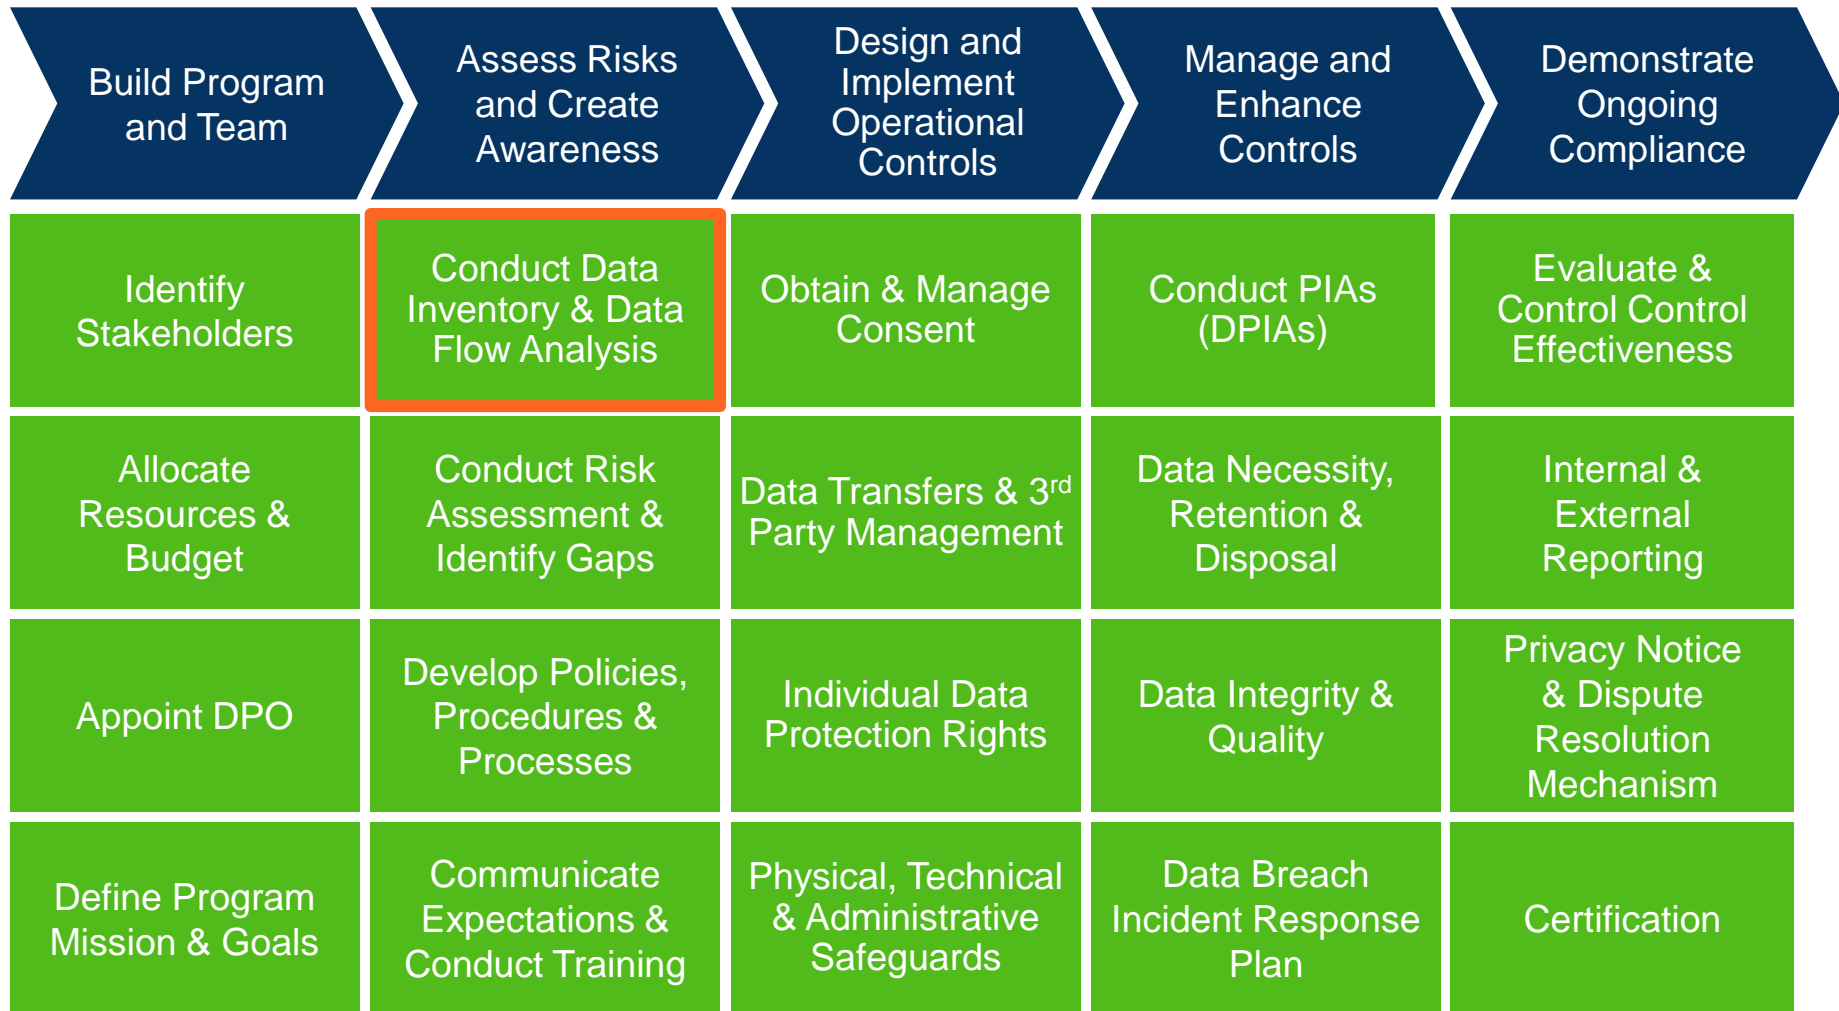 Build Program
and Team
Assess Risks
and Create
Awareness
Design and
Implement
Operational
Controls
Manage and
Enhance
Controls
Demonstrate
Ongoing
Compliance
Identify
Stakeholders
Conduct Data
Inventory & Data
Flow Analysis
Obtain & Manage
Consent
Conduct PIAs
(DPIAs)
Evaluate &
Control Control
Effectiveness
Allocate
Resources &
Budget
Conduct Risk
Assessment &
Identify Gaps
Data Transfers & 3rd
Party Management
Data Necessity,
Retention &
Disposal
Internal &
External
Reporting
Appoint DPO
Develop Policies,
Procedures &
Processes
Individual Data
Protection Rights
Data Integrity &
Quality
Privacy Notice
& Dispute
Resolution
Mechanism
Define Program
Mission & Goals
Communicate
Expectations &
Conduct Training
Physical, Technical
& Administrative
Safeguards
Data Breach
Incident Response
Plan
Certification